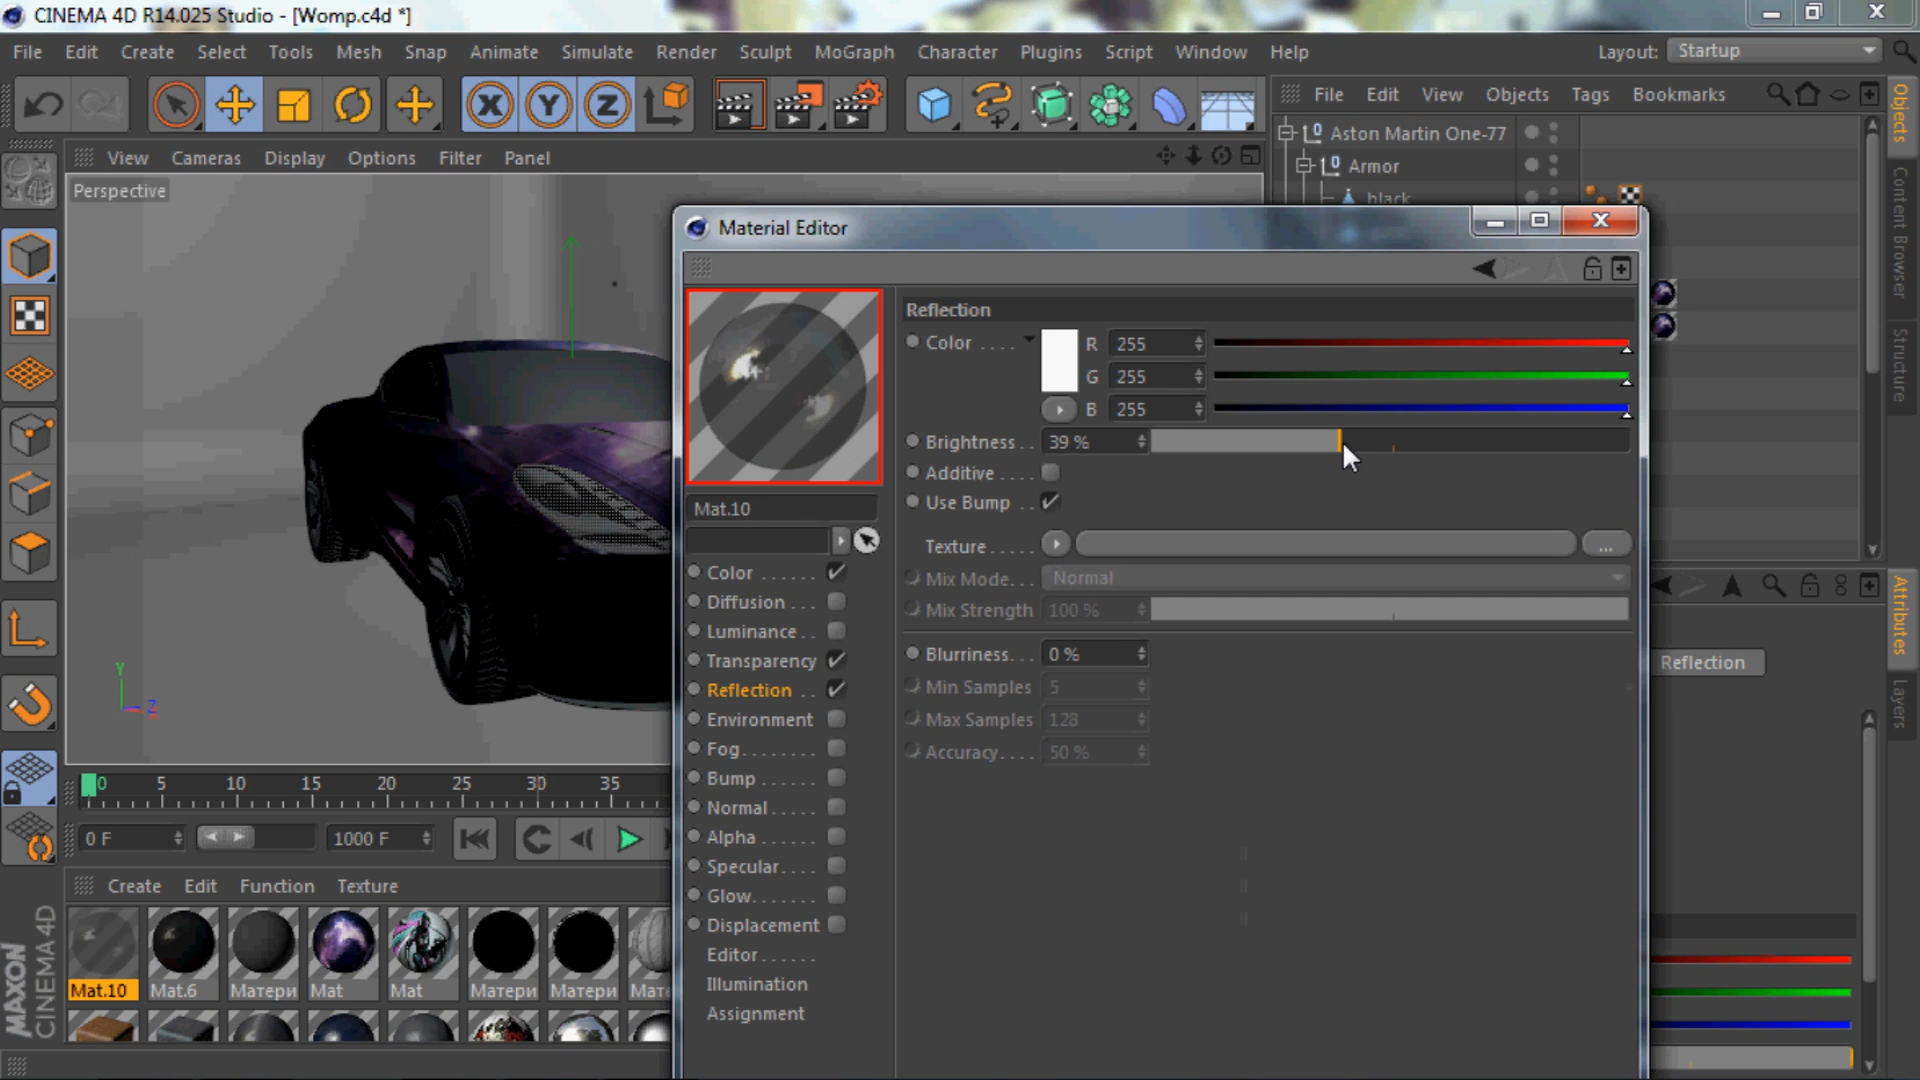 CINEMA 4D R14.025 Studio - [Womp.c4d *]
File Edit Create Select Tools Mesh Snap Animate Simulate Render Sculpt MoGraph Character Plugins Script Window Help
Layout: Startup
X Y Z
File Edit View Objects Tags Bookmarks
Objects
Content Browser
Structure
Aston Martin One-77
Armor
black
View Cameras Display Options Filter Panel
Perspective
Y
Z
Material Editor
Reflection
Color .... R 255
G 255
B 255
Brightness . . 39 %
Additive ....
Use Bump . .
Texture .....
...
Mix Mode... Normal
Mix Strength 100 %
Blurriness... 0 %
Min Samples 5
Max Samples 128
Accuracy.... 50 %
Mat.10
Color ......
Diffusion ...
Luminance . .
Transparency
Reflection . .
Environment
Fog........
Bump ......
Normal.....
Alpha ......
Specular....
Glow.......
Displacement
Editor ......
Illumination
Assignment
Attributes
Layers
Reflection
0 5 10 15 20 25 30 35
0 F
1000 F
Create Edit Function Texture
Mat.10 Mat.6 Матери Mat Mat Матери Матери Мате
MAXON
CINEMA 4D